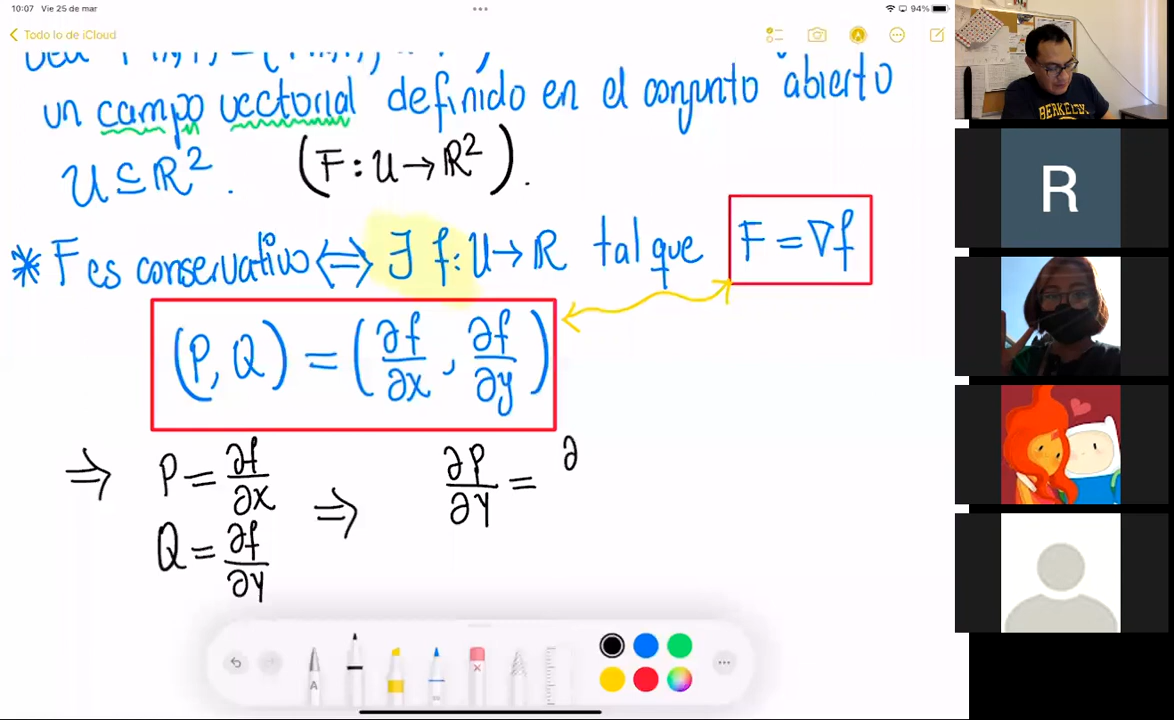 10:07 Vie 25 de mar
94%
Todo lo de iCloud
un campo vectorial definido en el conjunto abierto
U ⊆ ℝ². (F: U → ℝ²).
* F es conservativo ⇔ ∃ f: U → ℝ tal que F = ∇f
(P, Q) = (∂f/∂x, ∂f/∂y)
⇒ P = ∂f/∂x
Q = ∂f/∂y ⇒ ∂P/∂y = ∂
A
BERKELEY
R